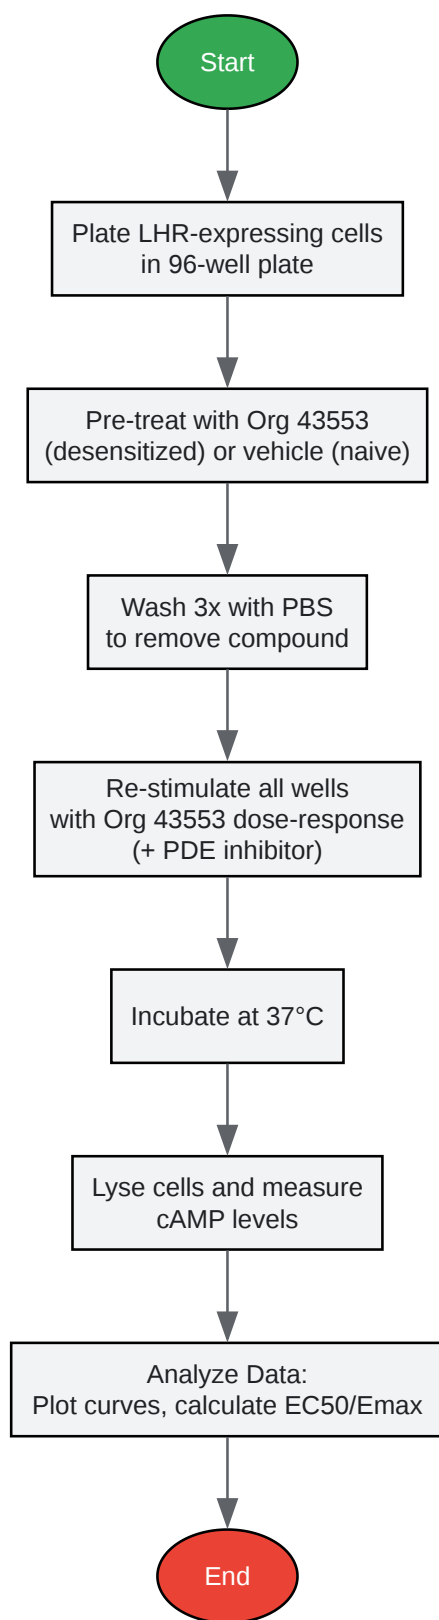 Start
Plate LHR-expressing cells
in 96-well plate
Pre-treat with Org 43553
(desensitized) or vehicle (naive)
Wash 3x with PBS
to remove compound
Re-stimulate all wells
with Org 43553 dose-response
(+ PDE inhibitor)
Incubate at 37°C
Lyse cells and measure
cAMP levels
Analyze Data:
Plot curves, calculate EC50/Emax
End